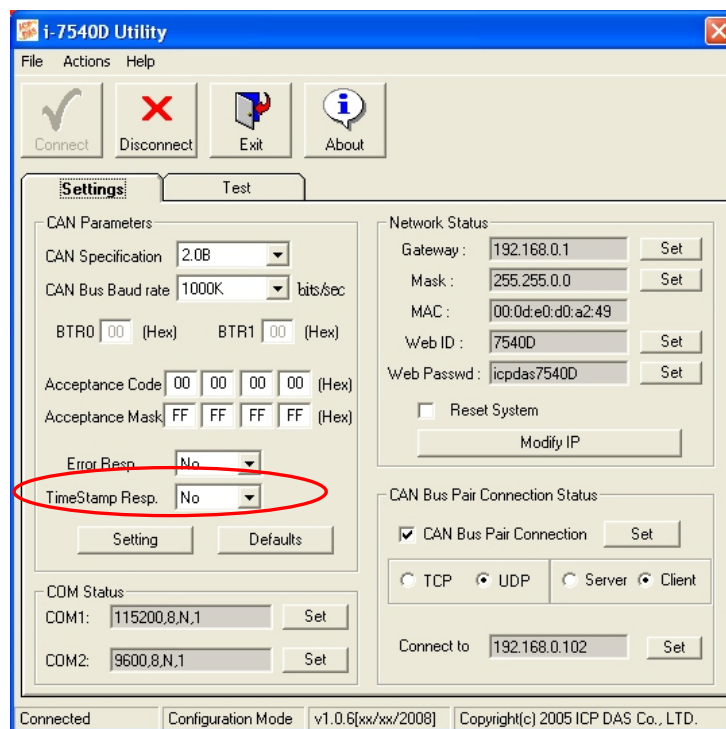 ICP DAS i-7540D Utility
File Actions Help
Connect Disconnect Exit About
Settings Test
CAN Parameters
CAN Specification 2.0B
CAN Bus Baud rate 1000K bits/sec
BTR0 00 (Hex) BTR1 00 (Hex)
Acceptance Code 00 00 00 00 (Hex)
Acceptance Mask FF FF FF FF (Hex)
Error Resp. No
TimeStamp Resp. No
Setting Defaults
COM Status
COM1: 115200,8,N,1 Set
COM2: 9600,8,N,1 Set
Network Status
Gateway : 192.168.0.1 Set
Mask : 255.255.0.0 Set
MAC : 00:0d:e0:d0:a2:49
Web ID : 7540D Set
Web Passwd : icpdas7540D Set
Reset System
Modify IP
CAN Bus Pair Connection Status
CAN Bus Pair Connection Set
TCP UDP Server Client
Connect to 192.168.0.102 Set
Connected Configuration Mode v1.0.6[xx/xx/2008] Copyright(c) 2005 ICP DAS Co., LTD.